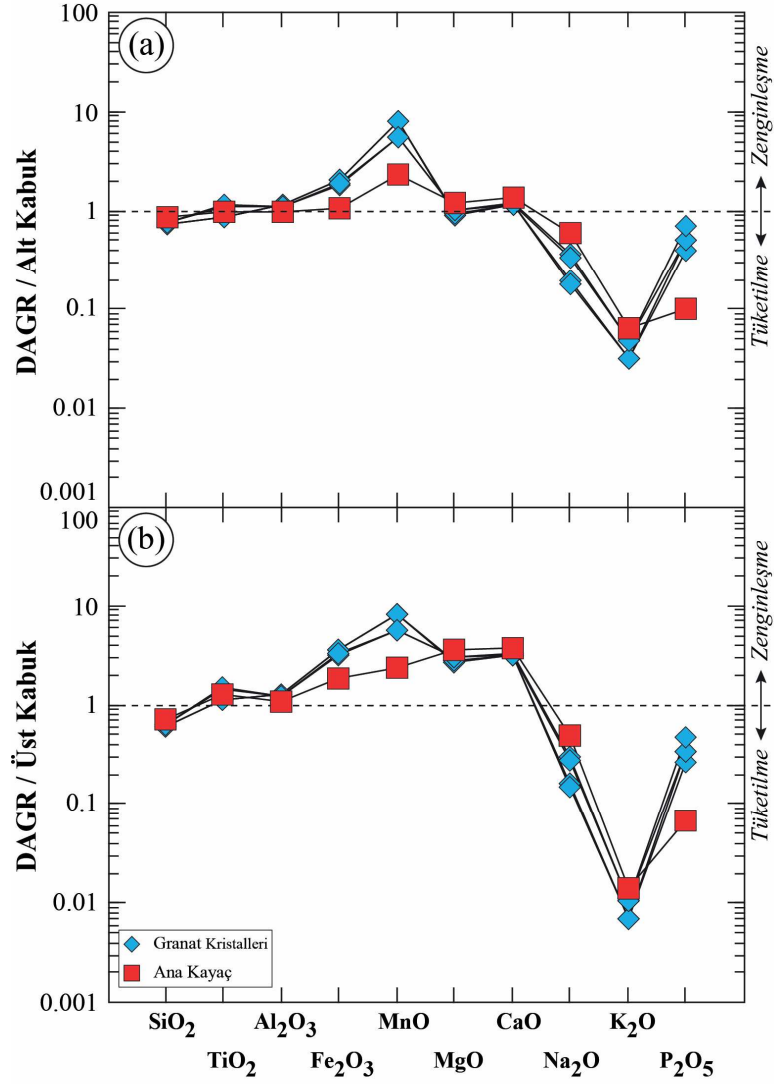 (a)
100
10
1
0.1
0.01
0.001
DAGR / Alt Kabuk
Zenginleşme
Tüketilme
(b)
100
10
1
0.1
0.01
0.001
DAGR / Üst Kabuk
Zenginleşme
Tüketilme
Granat Kristalleri
Ana Kayaç
SiO₂ Al₂O₃ MnO CaO K₂O
TiO₂ Fe₂O₃ MgO Na₂O P₂O₅